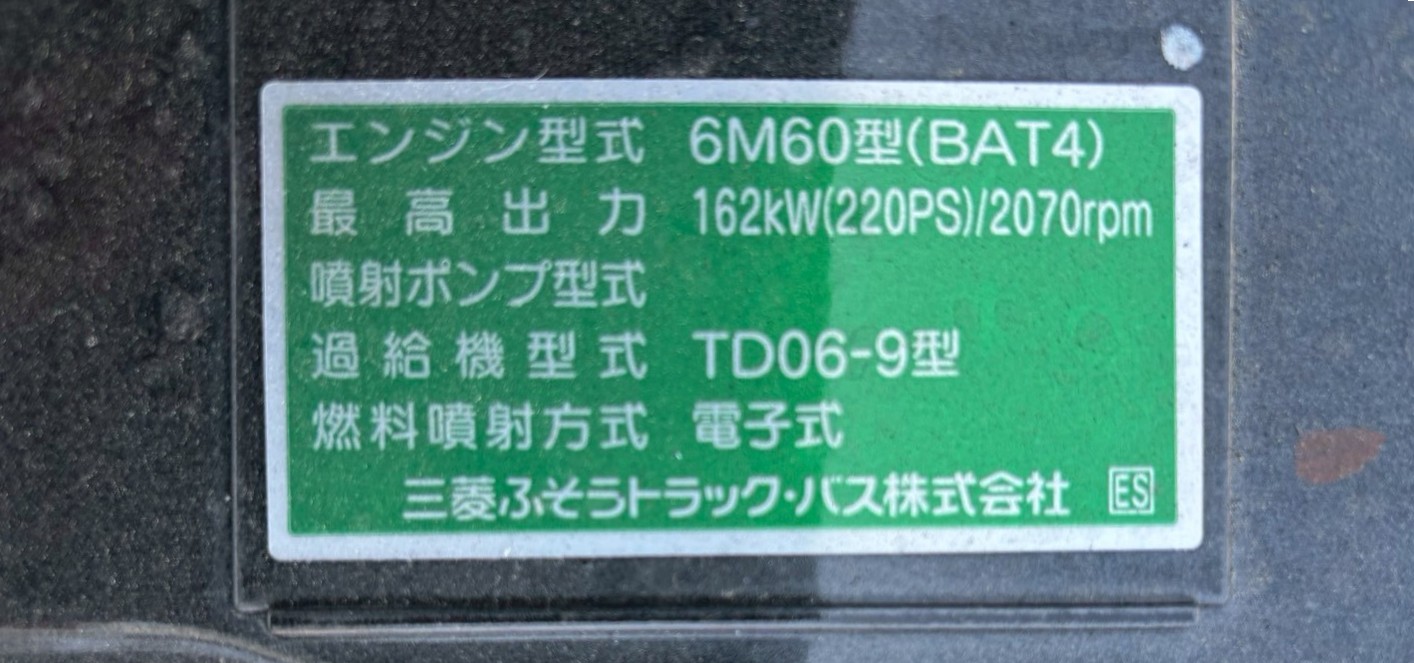 エンジン型式 6M60型(BAT4)
最高出力 162kW(220PS)/2070rpm
噴射ポンプ型式
過給機型式 TD06-9型
燃料噴射方式 電子式
三菱ふそうトラック・バス株式会社 ES